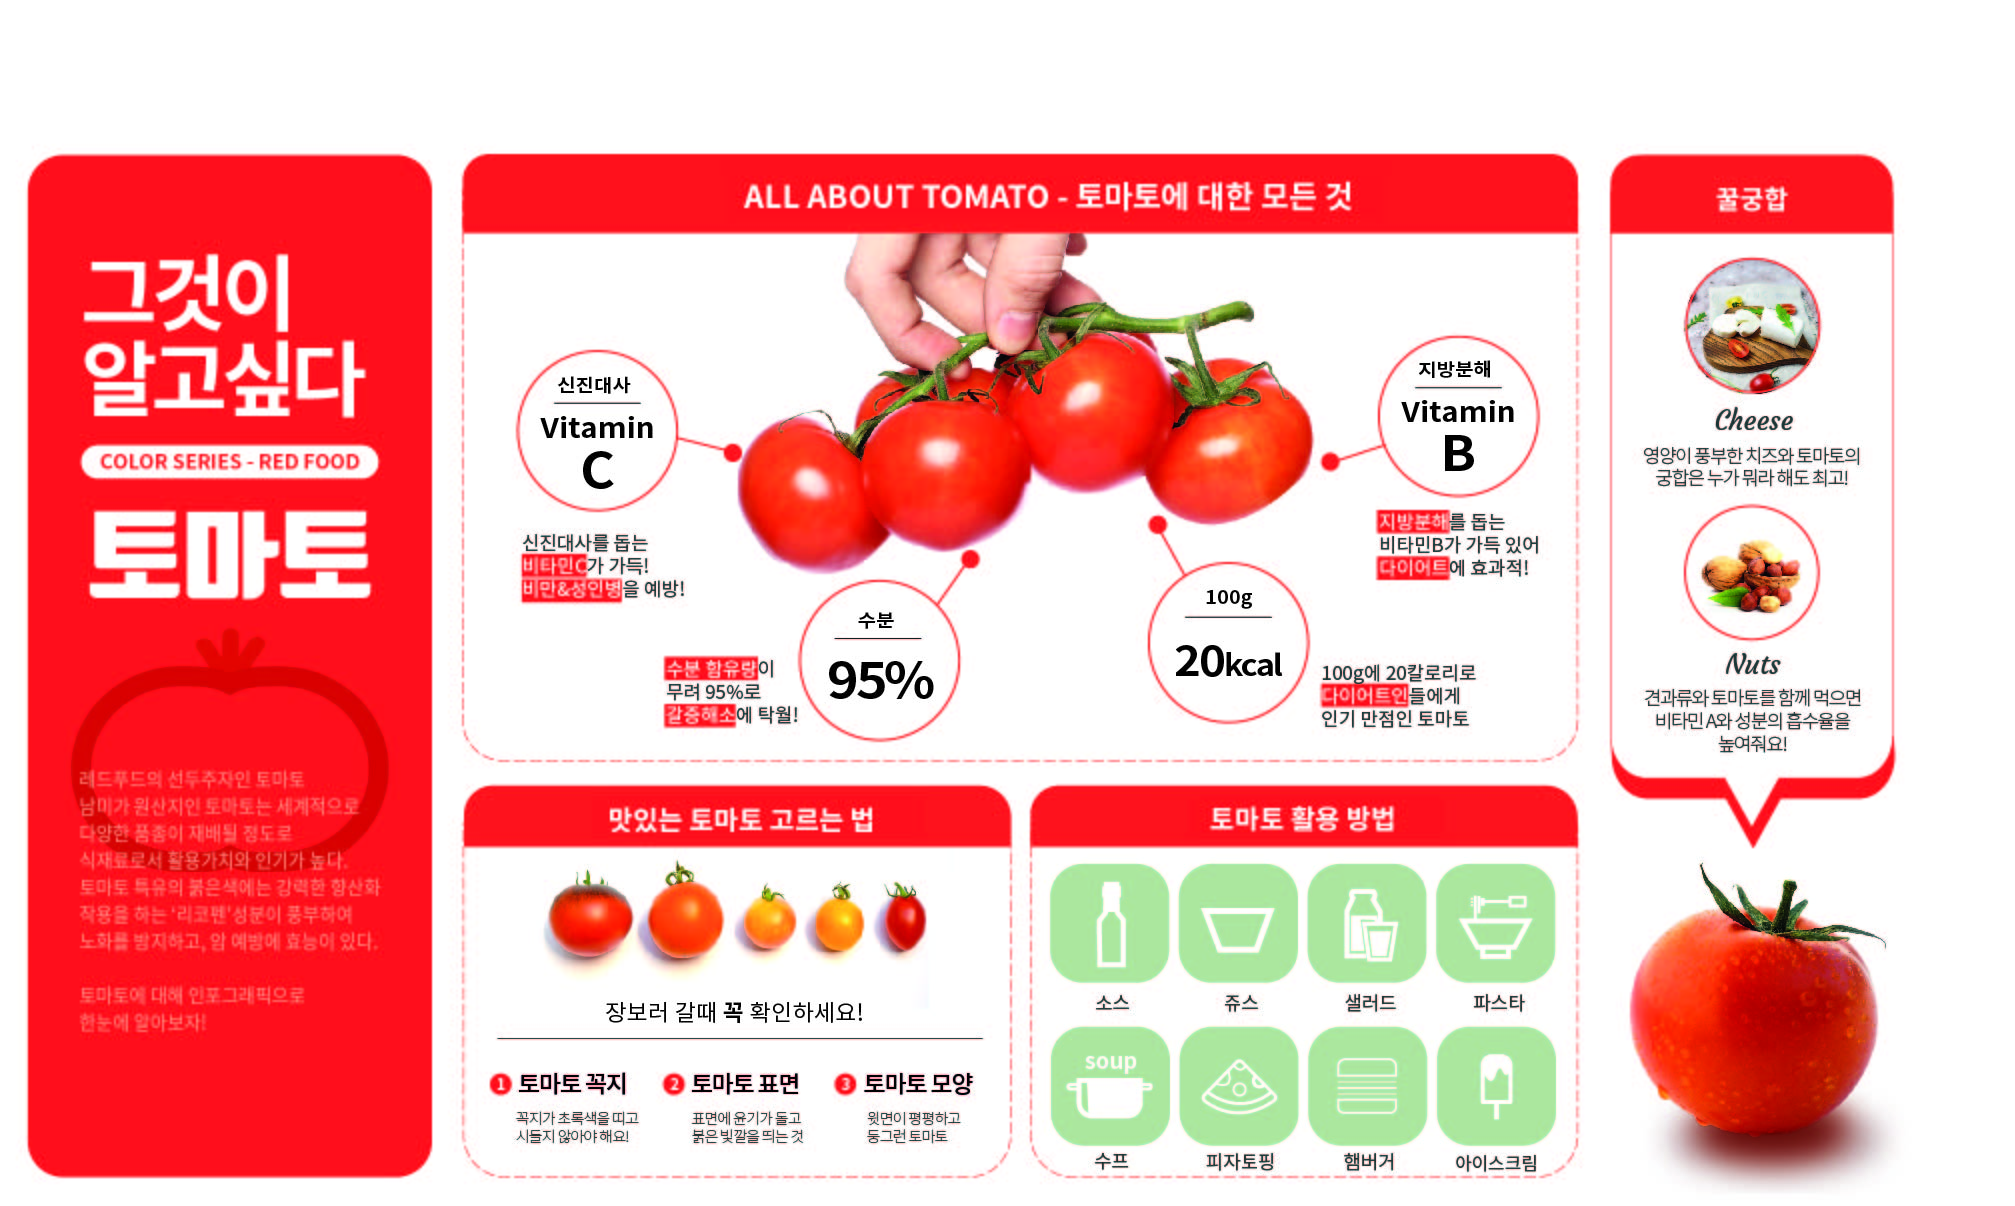 그것이
알고싶다
COLOR SERIES - RED FOOD
토마토
레드푸드의 선두주자인 토마토
남미가 원산지인 토마토는 세계적으로
다양한 품종이 재배될 정도로
식재료로서 활용가치와 인기가 높다.
토마토 특유의 붉은색에는 강력한 항산화
작용을 하는 '리코펜'성분이 풍부하여
노화를 방지하고, 암 예방에 효능이 있다.
토마토에 대해 인포그래픽으로
한눈에 알아보자!
ALL ABOUT TOMATO - 토마토에 대한 모든 것
신진대사
Vitamin
C
신진대사를 돕는
비타민C가 가득!
비만&성인병을 예방!
수분
95%
수분 함유량이
무려 95%로
갈증해소에 탁월!
100g
20kcal
100g에 20칼로리로
다이어트인들에게
인기 만점인 토마토
지방분해
Vitamin
B
지방분해를 돕는
비타민B가 가득 있어
다이어트에 효과적!
맛있는 토마토 고르는 법
장보러 갈때 꼭 확인하세요!
1 토마토 꼭지
꼭지가 초록색을 띠고
시들지 않아야 해요!
2 토마토 표면
표면에 윤기가 돌고
붉은 빛깔을 띄는 것
3 토마토 모양
윗면이 평평하고
둥그런 토마토
토마토 활용 방법
소스
쥬스
샐러드
파스타
soup
수프
피자토핑
햄버거
아이스크림
꿀궁합
Cheese
영양이 풍부한 치즈와 토마토의
궁합은 누가 뭐라 해도 최고!
Nuts
견과류와 토마토를 함께 먹으면
비타민 A와 성분의 흡수율을
높여줘요!